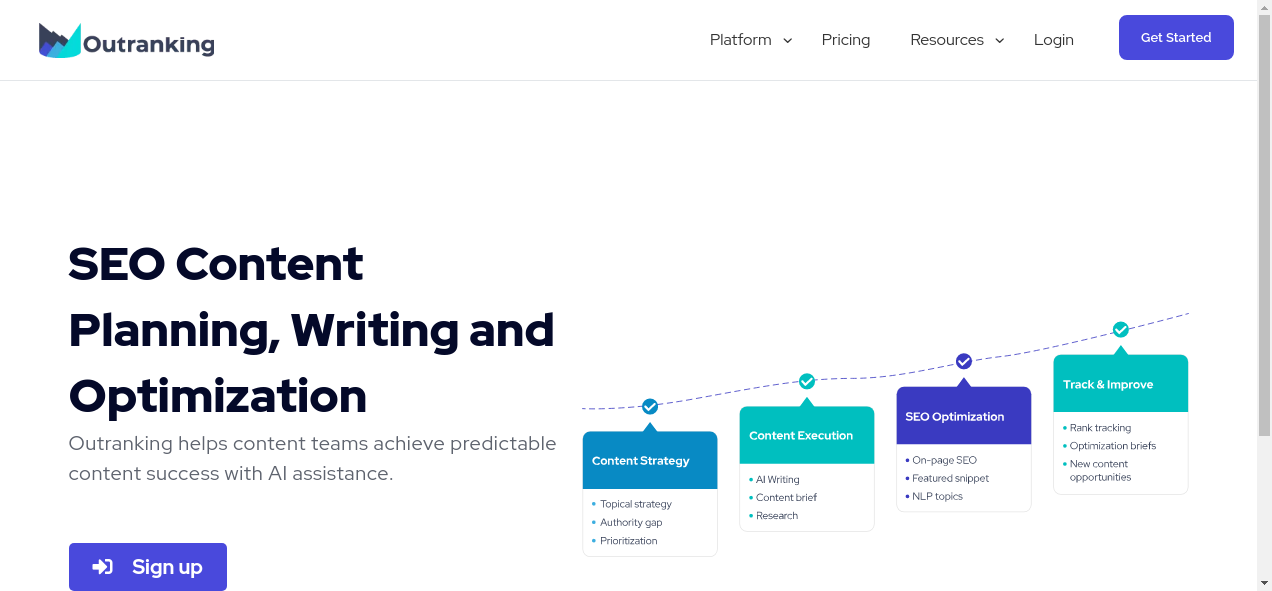 Outranking
Platform
Pricing
Resources
Login
Get Started
SEO Content
Planning, Writing and
Optimization
Outranking helps content teams achieve predictable
content success with AI assistance.
Sign up
Content Strategy
Topical strategy
Authority gap
Prioritization
Content Execution
AI Writing
Content brief
Research
SEO Optimization
On-page SEO
Featured snippet
NLP topics
Track & Improve
Rank tracking
Optimization briefs
New content
opportunities